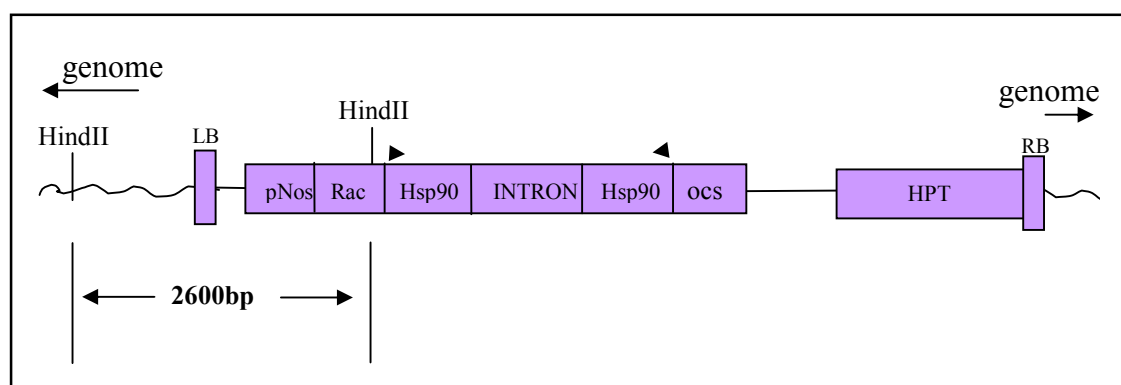 genome
genome
HindII
HindII
LB
RB
pNos Rac Hsp90 INTRON Hsp90 ocs
HPT
2600bp